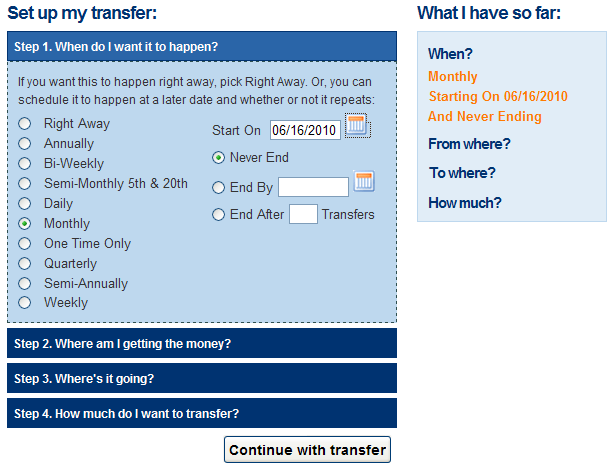 Set up my transfer:
Step 1. When do I want it to happen?
If you want this to happen right away, pick Right Away. Or, you can
schedule it to happen at a later date and whether or not it repeats:
Right Away
Annually
Bi-Weekly
Semi-Monthly 5th & 20th
Daily
Monthly
One Time Only
Quarterly
Semi-Annually
Weekly
Start On 06/16/2010
Never End
End By
End After Transfers
Step 2. Where am I getting the money?
Step 3. Where's it going?
Step 4. How much do I want to transfer?
Continue with transfer
What I have so far:
When?
Monthly
Starting On 06/16/2010
And Never Ending
From where?
To where?
How much?